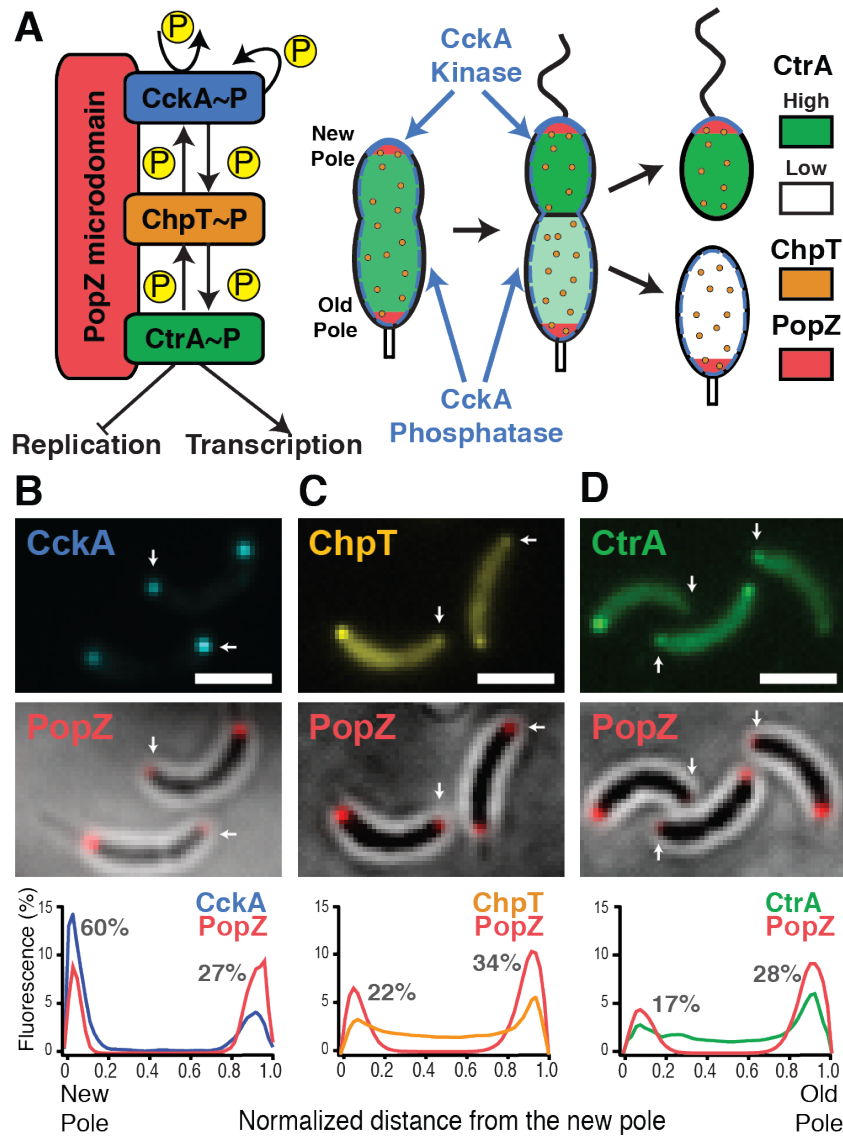 A
P
P
CckA~P
P
P
ChpT~P
P
P
CtrA~P
PopZ microdomain
Replication
Transcription
CckA
Kinase
New
Pole
Old
Pole
CckA
Phosphatase
CtrA
High
Low
ChpT
PopZ
B
C
D
CckA
ChpT
CtrA
PopZ
PopZ
PopZ
Fluorescence (%)
15
10
5
0
CckA
PopZ
60%
27%
0
0.2
0.4
0.6
0.8
1.0
New
Pole
15
10
5
0
ChpT
PopZ
22%
34%
0
0.2
0.4
0.6
0.8
1.0
15
10
5
0
CtrA
PopZ
17%
28%
0
0.2
0.4
0.6
0.8
1.0
Old
Pole
Normalized distance from the new pole